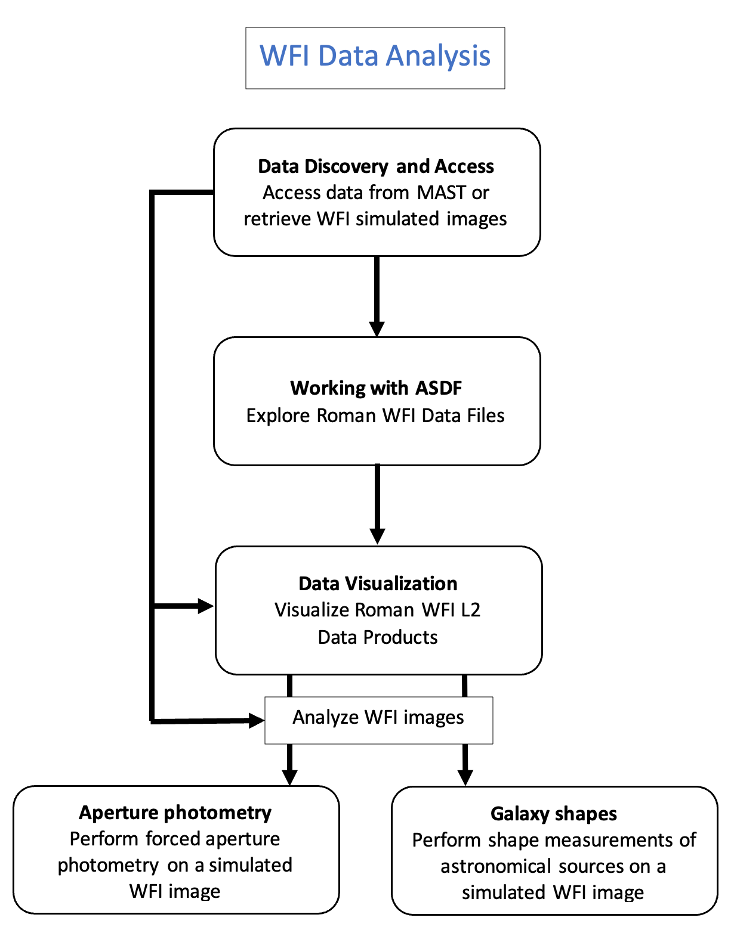 WFI Data Analysis
Data Discovery and Access
Access data from MAST or
retrieve WFI simulated images
Working with ASDF
Explore Roman WFI Data Files
Data Visualization
Visualize Roman WFI L2
Data Products
Analyze WFI images
Aperture photometry
Perform forced aperture
photometry on a simulated
WFI image
Galaxy shapes
Perform shape measurements of
astronomical sources on a
simulated WFI image